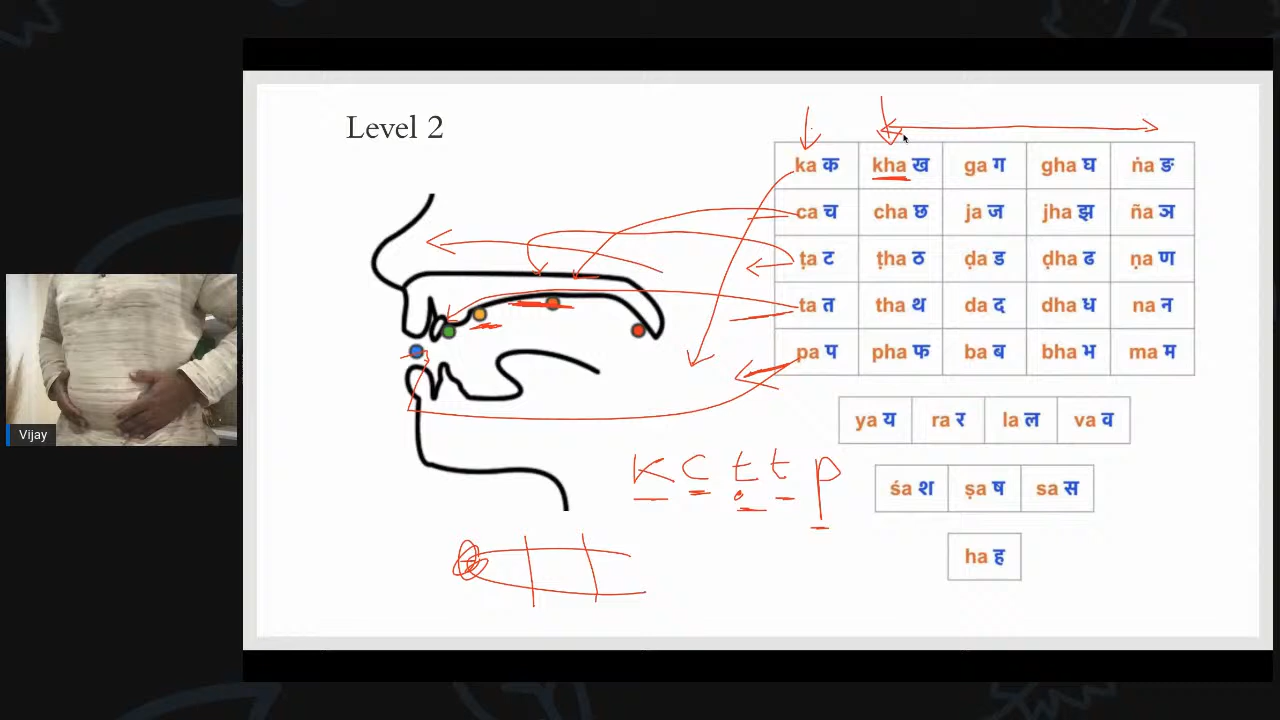 Level 2
ka क kha ख ga ग gha घ ṅa ङ
ca च cha छ ja ज jha झ ña ञ
ṭa ट ṭha ठ ḍa ड ḍha ढ ṇa ण
ta त tha थ da द dha ध na न
pa प pha फ ba ब bha भ ma म
ya य ra र la ल va व
śa श ṣa ष sa स
ha ह
K C ṭ t p
Vijay